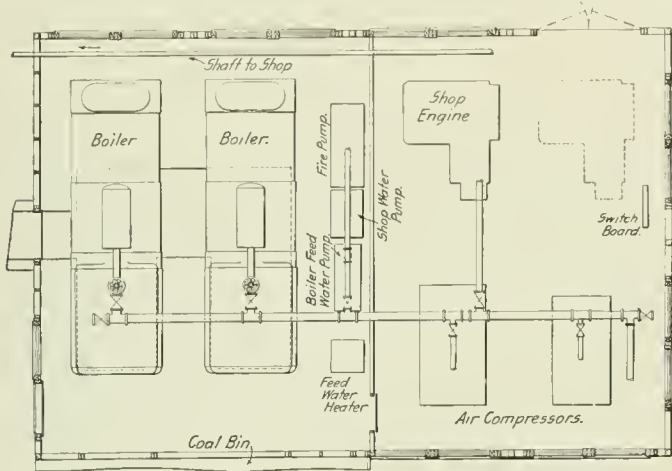 Shaft to Shop
Boiler
Boiler.
Fire Pump.
Shop Water
Pump.
Boiler Feed
Water Pump.
Shop
Engine
Switch
Board.
Feed
Water
Heater
Air Compressors.
Coal Bin